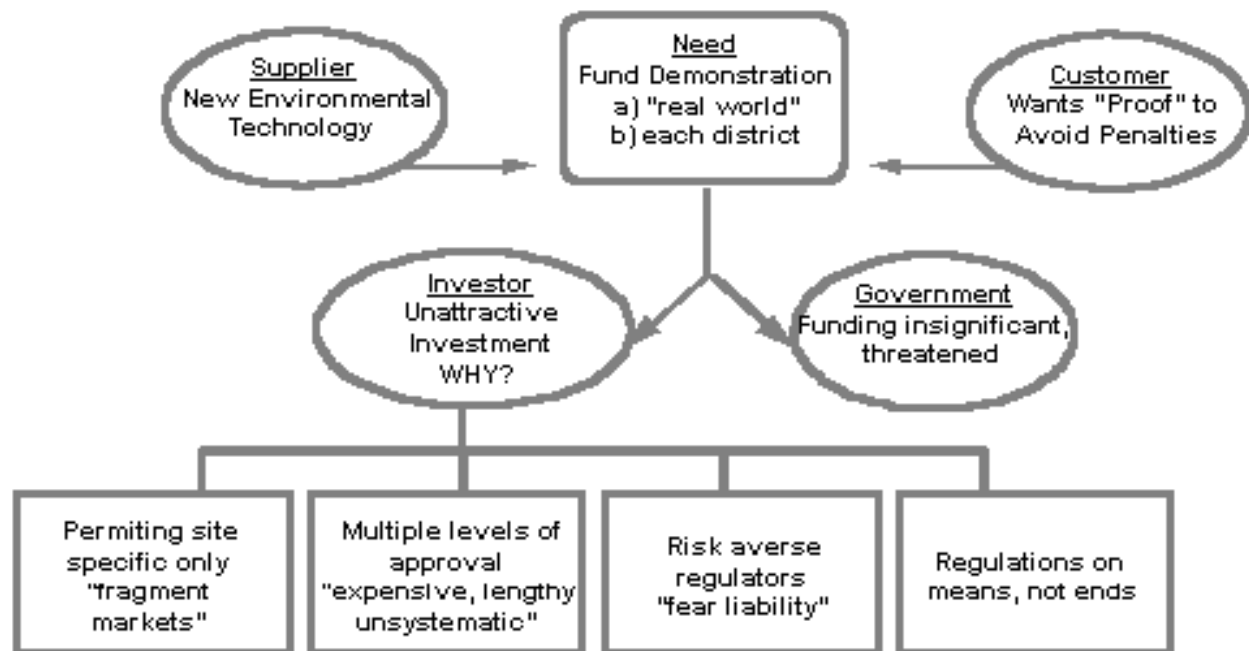 Supplier
New Environmental
Technology
Need
Fund Demonstration
a) "real world"
b) each district
Customer
Wants "Proof" to
Avoid Penalties
Investor
Unattractive
Investment
WHY?
Government
Funding insignificant,
threatened
Permiting site
specific only
"fragment
markets"
Multiple levels of
approval
"expensive, lengthy
unsystematic"
Risk averse
regulators
"fear liability"
Regulations on
means, not ends